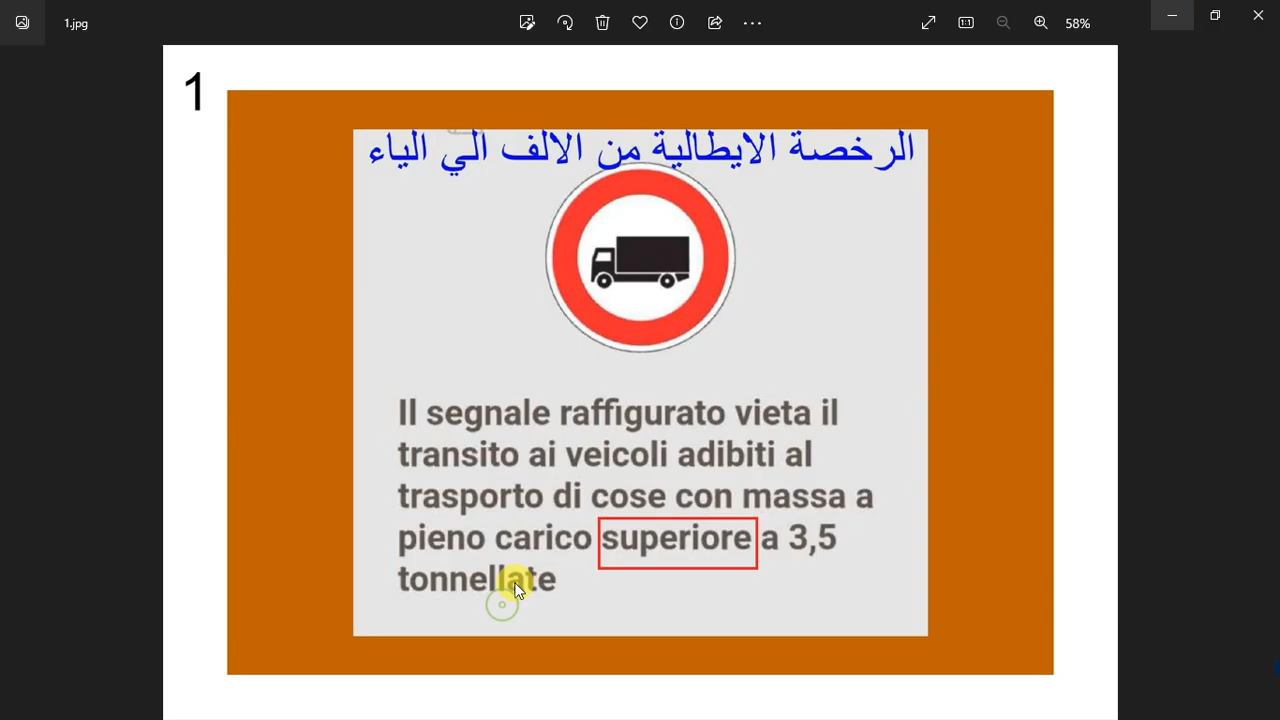 1.jpg
58%
1
الرخصة الايطالية من الالف الي الياء
Il segnale raffigurato vieta il
transito ai veicoli adibiti al
trasporto di cose con massa a
pieno carico superiore a 3,5
tonnellate